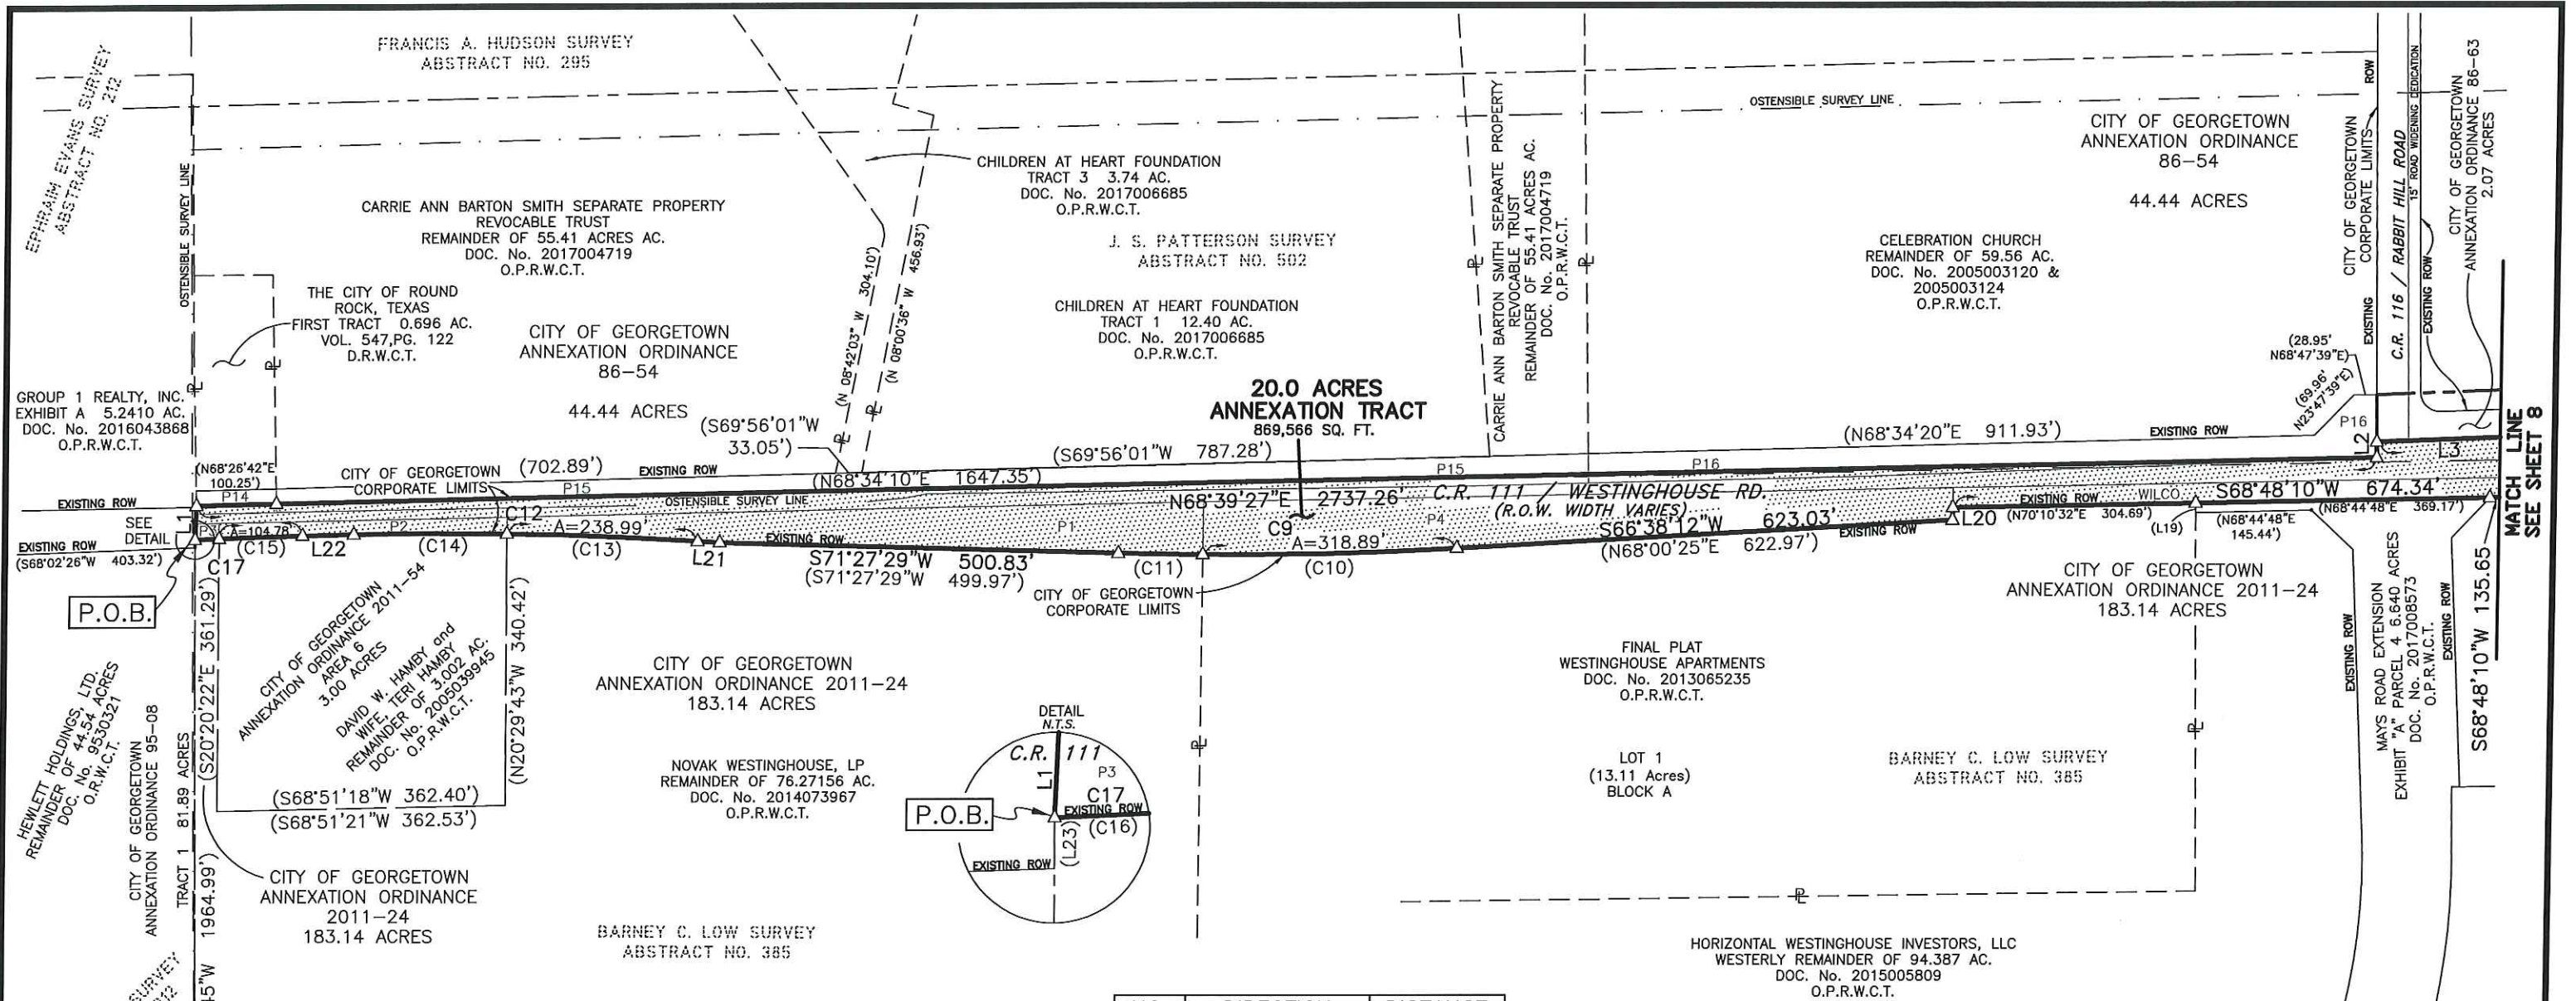 FRANCIS A. HUDSON SURVEY
ABSTRACT NO. 295
EPHRAIM EVANS SURVEY
ABSTRACT NO. 212
OSTENSIBLE SURVEY LINE
CARRIE ANN BARTON SMITH SEPARATE PROPERTY
REVOCABLE TRUST
REMAINDER OF 55.41 ACRES AC.
DOC. No. 2017004719
O.P.R.W.C.T.
THE CITY OF ROUND
ROCK, TEXAS
FIRST TRACT 0.696 AC.
VOL. 547,PG. 122
D.R.W.C.T.
CITY OF GEORGETOWN
ANNEXATION ORDINANCE
86-54
44.44 ACRES
GROUP 1 REALTY, INC.
EXHIBIT A 5.2410 AC.
DOC. No. 2016043868
O.P.R.W.C.T.
CHILDREN AT HEART FOUNDATION
TRACT 3 3.74 AC.
DOC. No. 2017006685
O.P.R.W.C.T.
J. S. PATTERSON SURVEY
ABSTRACT NO. 502
CHILDREN AT HEART FOUNDATION
TRACT 1 12.40 AC.
DOC. No. 2017006685
O.P.R.W.C.T.
(N 08°42'03" W 304.10')
(N 08°00'36" W 456.93')
20.0 ACRES
ANNEXATION TRACT
869,566 SQ. FT.
CARRIE ANN BARTON SMITH SEPARATE PROPERTY
REVOCABLE TRUST
REMAINDER OF 55.41 ACRES AC.
DOC. No. 2017004719
O.P.R.W.C.T.
OSTENSIBLE SURVEY LINE
CITY OF GEORGETOWN
ANNEXATION ORDINANCE
86-54
44.44 ACRES
CELEBRATION CHURCH
REMAINDER OF 59.56 AC.
DOC. No. 2005003120 &
2005003124
O.P.R.W.C.T.
CITY OF GEORGETOWN
CORPORATE LIMITS
EXISTING
ROW
C.R. 116 / RABBIT HILL ROAD
15' ROAD WIDENING DEDICATION
EXISTING ROW
CITY OF GEORGETOWN
ANNEXATION ORDINANCE 86-63
2.07 ACRES
(28.95'
N68°47'39"E)
(69.96'
N23°47'39"E)
P16
L2
L3
MATCH LINE
SEE SHEET 8
(S69°56'01"W
33.05')
(S69°56'01"W 787.28')
(N68°34'20"E 911.93')
EXISTING ROW
(N68°26'42"E
100.25')
P14
CITY OF GEORGETOWN
CORPORATE LIMITS
(702.89')
EXISTING ROW
P15
(N68°34'10"E 1647.35')
P15
P16
EXISTING ROW
OSTENSIBLE SURVEY LINE
N68°39'27"E 2737.26'
C.R. 111 / WESTINGHOUSE RD.
(R.O.W. WIDTH VARIES)
SEE
DETAIL
L1
P3
A=104.78'
(C15)
L22
P2
(C14)
C12
A=238.99'
(C13)
L21
EXISTING ROW
P1
S71°27'29"W 500.83'
(S71°27'29"W 499.97')
(C11)
C9
A=318.89'
(C10)
P4
S66°38'12"W 623.03'
(N68°00'25"E 622.97')
EXISTING ROW
L20
EXISTING ROW
(N70°10'32"E 304.69')
WILCO
(L19)
S68°48'10"W 674.34'
(N68°44'48"E
145.44')
(N68°44'48"E 369.17')
EXISTING ROW
(S68°02'26"W 403.32')
C17
P.O.B.
CITY OF GEORGETOWN
CORPORATE LIMITS
(S20°20'22"E 361.29')
CITY OF GEORGETOWN
ANNEXATION ORDINANCE 2011-54
AREA 6
3.00 ACRES
DAVID W. HAMBY and
WIFE, TERI HAMBY
REMAINDER OF 3.002 AC.
DOC. No. 2005039945
O.P.R.W.C.T.
(N20°29'43"W 340.42')
(S68°51'18"W 362.40')
(S68°51'21"W 362.53')
HEWLETT HOLDINGS, LTD.
REMAINDER OF 44.54 ACRES
DOC. No. 9530321
O.R.W.C.T.
CITY OF GEORGETOWN
ANNEXATION ORDINANCE 95-08
TRACT 1 81.89 ACRES
45"W 1964.99')
CITY OF GEORGETOWN
ANNEXATION ORDINANCE
2011-24
183.14 ACRES
CITY OF GEORGETOWN
ANNEXATION ORDINANCE 2011-24
183.14 ACRES
NOVAK WESTINGHOUSE, LP
REMAINDER OF 76.27156 AC.
DOC. No. 2014073967
O.P.R.W.C.T.
BARNEY C. LOW SURVEY
ABSTRACT NO. 385
DETAIL
N.T.S.
C.R. 111
L1
P3
C17
P.O.B.
EXISTING ROW
(C16)
(L23)
EXISTING ROW
FINAL PLAT
WESTINGHOUSE APARTMENTS
DOC. No. 2013065235
O.P.R.W.C.T.
LOT 1
(13.11 Acres)
BLOCK A
BARNEY C. LOW SURVEY
ABSTRACT NO. 385
CITY OF GEORGETOWN
ANNEXATION ORDINANCE 2011-24
183.14 ACRES
EXISTING ROW
MAYS ROAD EXTENSION
EXHIBIT "A" PARCEL 4 6.640 ACRES
DOC. No. 2017008573
O.P.R.W.C.T.
EXISTING ROW
S68°48'10"W 135.65
HORIZONTAL WESTINGHOUSE INVESTORS, LLC
WESTERLY REMAINDER OF 94.387 AC.
DOC. No. 2015005809
O.P.R.W.C.T.
SURVEY